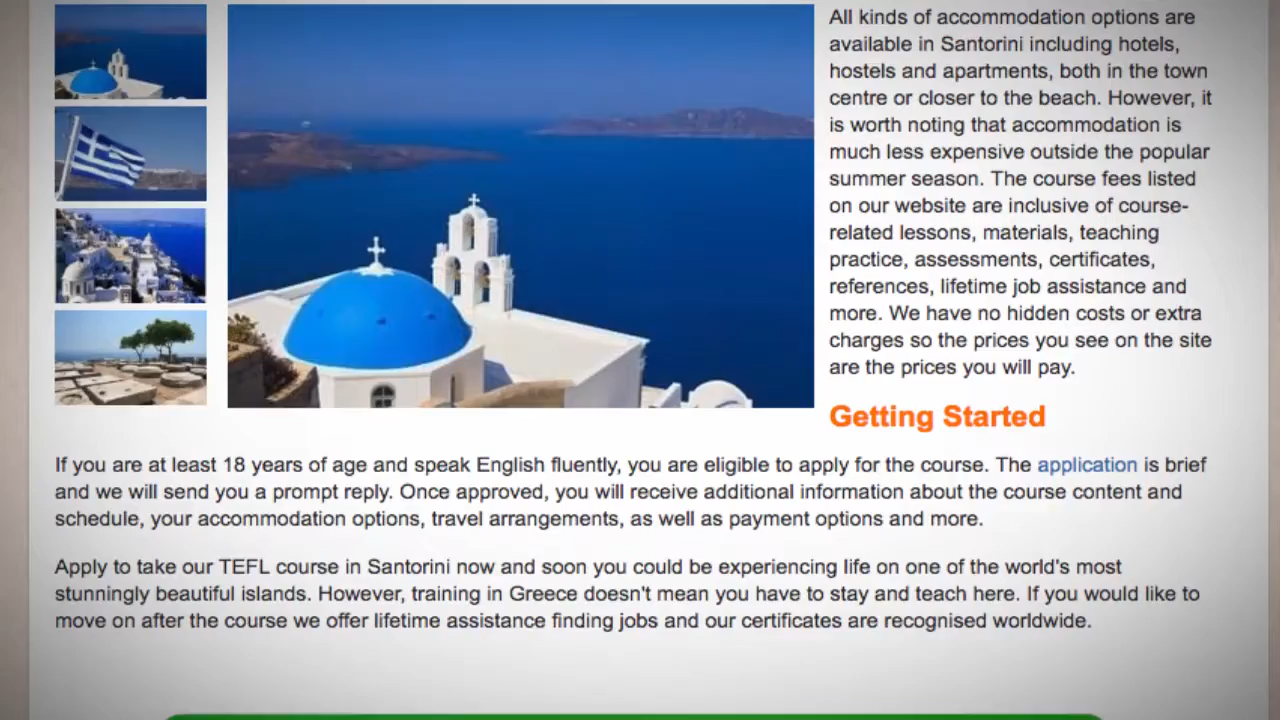 All kinds of accommodation options are
available in Santorini including hotels,
hostels and apartments, both in the town
centre or closer to the beach. However, it
is worth noting that accommodation is
much less expensive outside the popular
summer season. The course fees listed
on our website are inclusive of course-
related lessons, materials, teaching
practice, assessments, certificates,
references, lifetime job assistance and
more. We have no hidden costs or extra
charges so the prices you see on the site
are the prices you will pay.
Getting Started
If you are at least 18 years of age and speak English fluently, you are eligible to apply for the course. The application is brief
and we will send you a prompt reply. Once approved, you will receive additional information about the course content and
schedule, your accommodation options, travel arrangements, as well as payment options and more.
Apply to take our TEFL course in Santorini now and soon you could be experiencing life on one of the world's most
stunningly beautiful islands. However, training in Greece doesn't mean you have to stay and teach here. If you would like to
move on after the course we offer lifetime assistance finding jobs and our certificates are recognised worldwide.